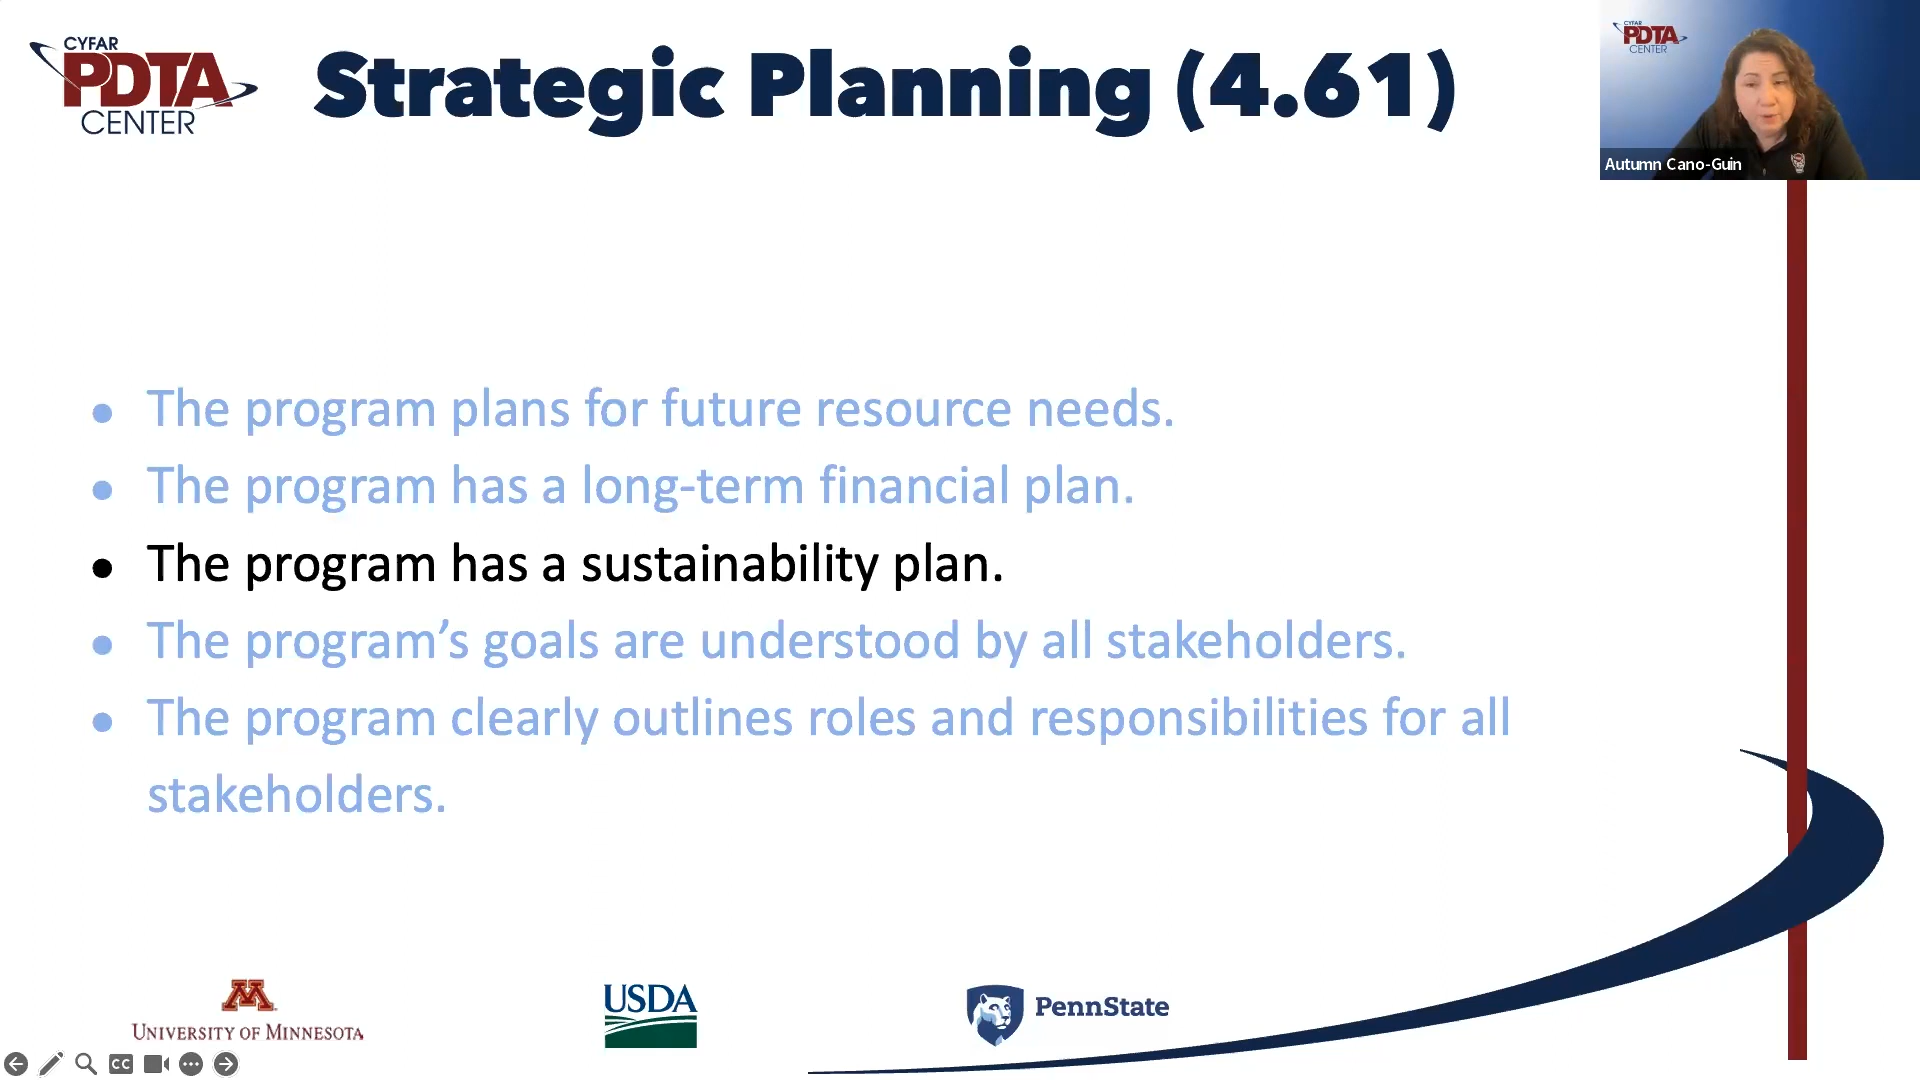 CYFAR
PDTA
CENTER
Strategic Planning (4.61)
CYFAR
PDTA
CENTER
Autumn Cano-Guin
• The program plans for future resource needs.
• The program has a long-term financial plan.
• The program has a sustainability plan.
• The program’s goals are understood by all stakeholders.
• The program clearly outlines roles and responsibilities for all
stakeholders.
M
UNIVERSITY OF MINNESOTA
USDA
PennState
CC